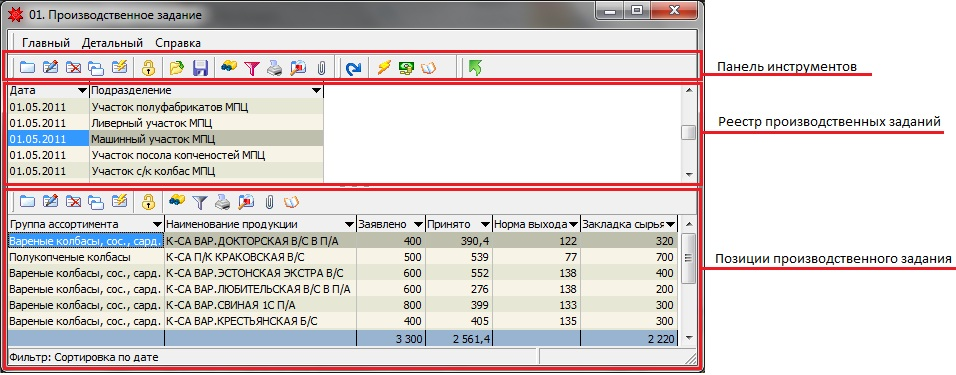 01. Производственное задание
Главный Детальный Справка
Панель инструментов
Дата Подразделение
01.05.2011 Участок полуфабрикатов МПЦ
01.05.2011 Ливерный участок МПЦ
01.05.2011 Машинный участок МПЦ
01.05.2011 Участок посола копченостей МПЦ
01.05.2011 Участок с/к колбас МПЦ
Реестр производственных заданий
Группа ассортимента Наименование продукции Заявлено Принято Норма выхода Закладка сырья
Вареные колбасы, сос., сард. К-СА ВАР.ДОКТОРСКАЯ В/С В П/А 400 390,4 122 320
Полукопченые колбасы К-СА П/К КРАКОВСКАЯ В/С 500 539 77 700
Вареные колбасы, сос., сард. К-СА ВАР.ЭСТОНСКАЯ ЭКСТРА В/С 600 552 138 400
Вареные колбасы, сос., сард. К-СА ВАР.ЛЮБИТЕЛЬСКАЯ В/С В П/А 600 276 138 200
Вареные колбасы, сос., сард. К-СА ВАР.СВИНАЯ 1С П/А 800 399 133 300
Вареные колбасы, сос., сард. К-СА ВАР.КРЕСТЬЯНСКАЯ Б/С 400 405 135 300
3 300 2 561,4 2 220
Позиции производственного задания
Фильтр: Сортировка по дате